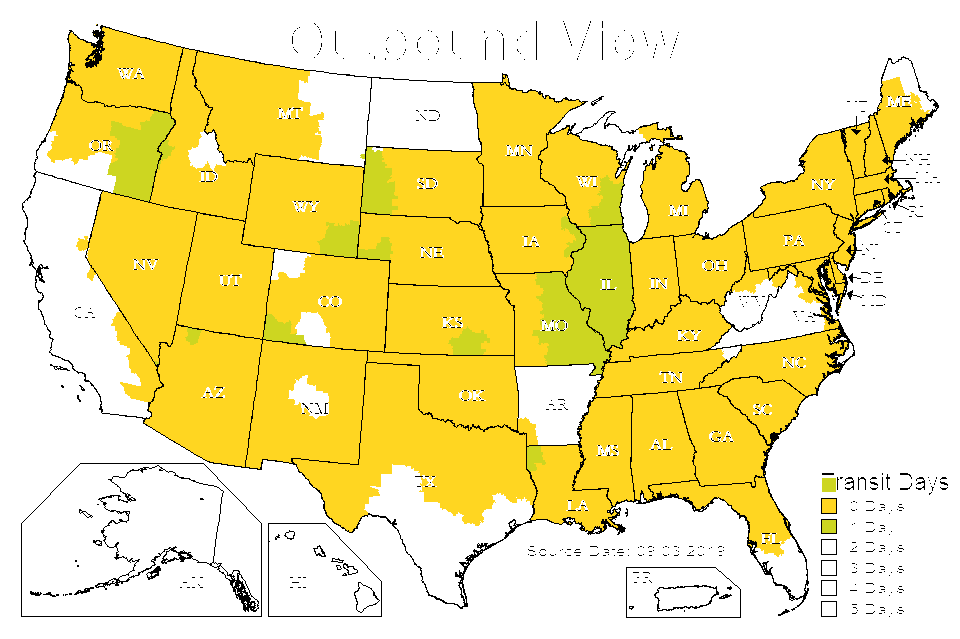 Outbound View
WA
MT
ND
ME
OR
ID
MN
SD
WI
NH
WY
NY
MI
RI
CT
IA
PA
NE
NV
OH
NJ
UT
IL
IN
DE
CO
WV
MD
CA
VA
KS
MO
KY
NC
TN
AZ
OK
AR
NM
SC
MS
AL
GA
TX
LA
FL
Transit Days
0 Days
1 Day
2 Days
3 Days
4 Days
5 Days
Source Date: 09.03.2019
AK
HI
PR